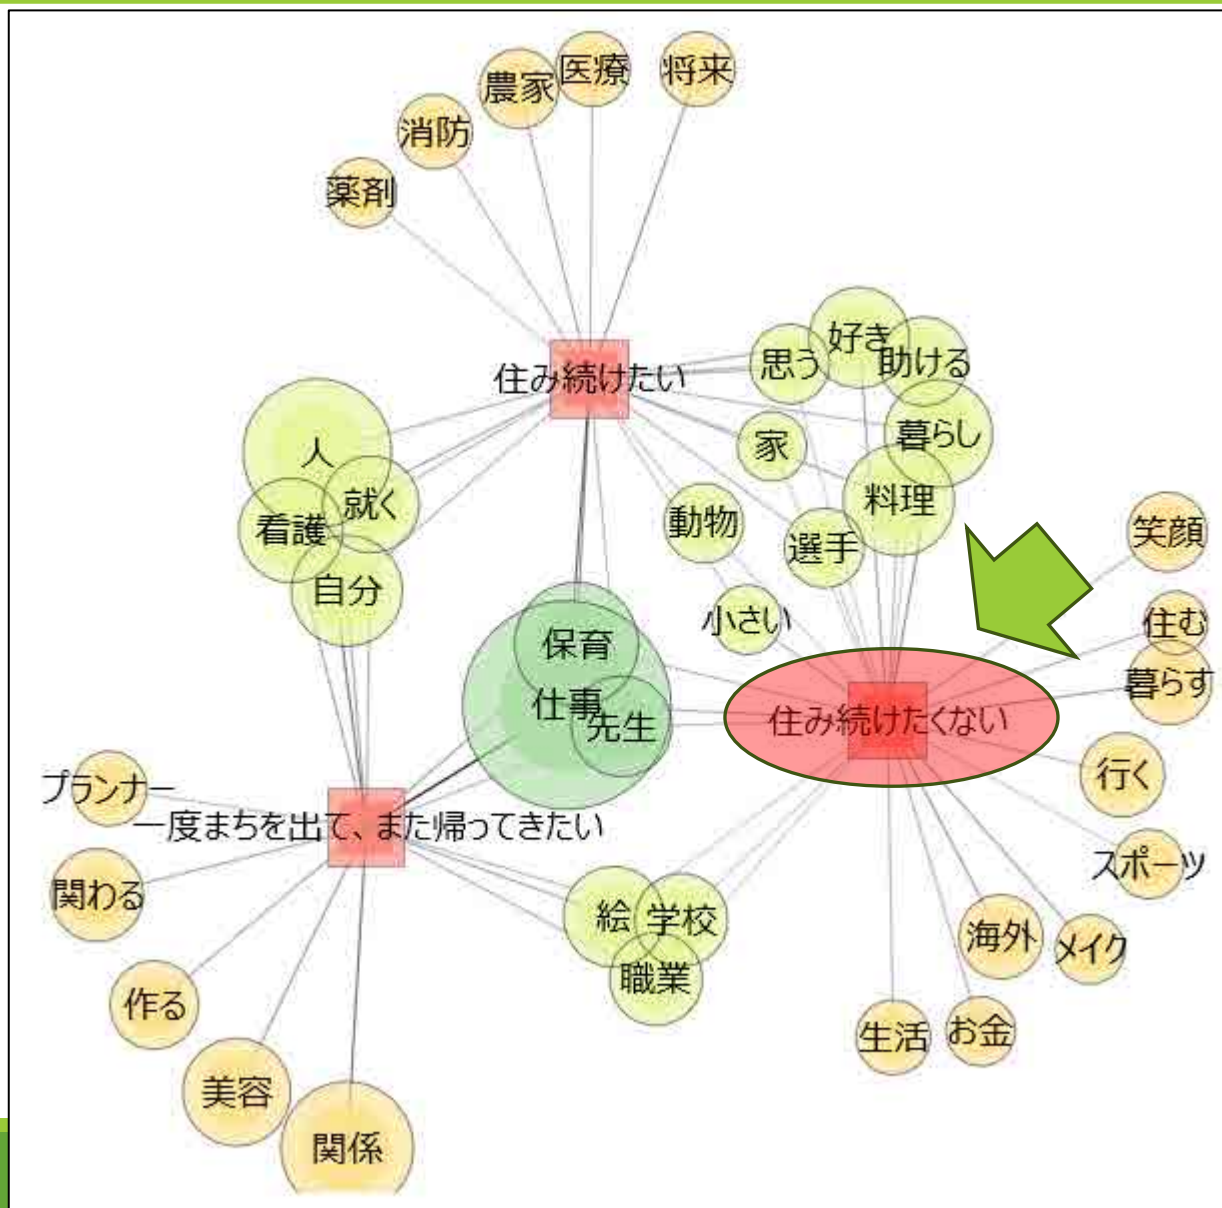 医療
将来
農家
消防
薬剤
好き
思う
助ける
住み続けたい
暮らし
家
人
就く
料理
看護
動物
選手
笑顔
自分
小さい
住む
保育
暮らす
仕事
先生
住み続けたくない
行く
プランナー
一度まちを出て、また帰ってきたい
スポーツ
関わる
絵
学校
海外
メイク
職業
作る
生活
お金
美容
関係